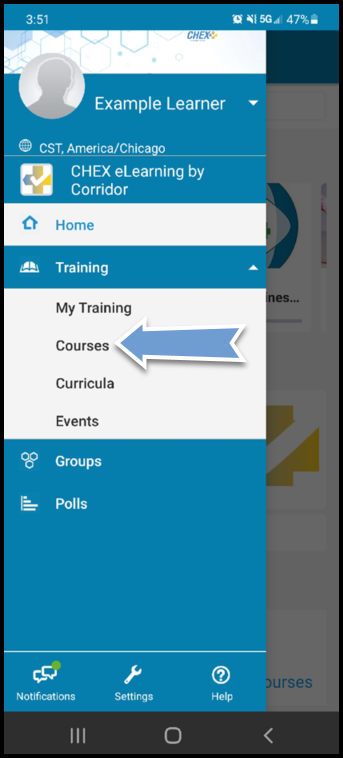 3:51
5G 47%
CHEX
Example Learner
CST, America/Chicago
CHEX eLearning by
Corridor
Home
Training
My Training
ines...
Courses
Curricula
Events
Groups
Polls
ourses
Notifications
Settings
Help